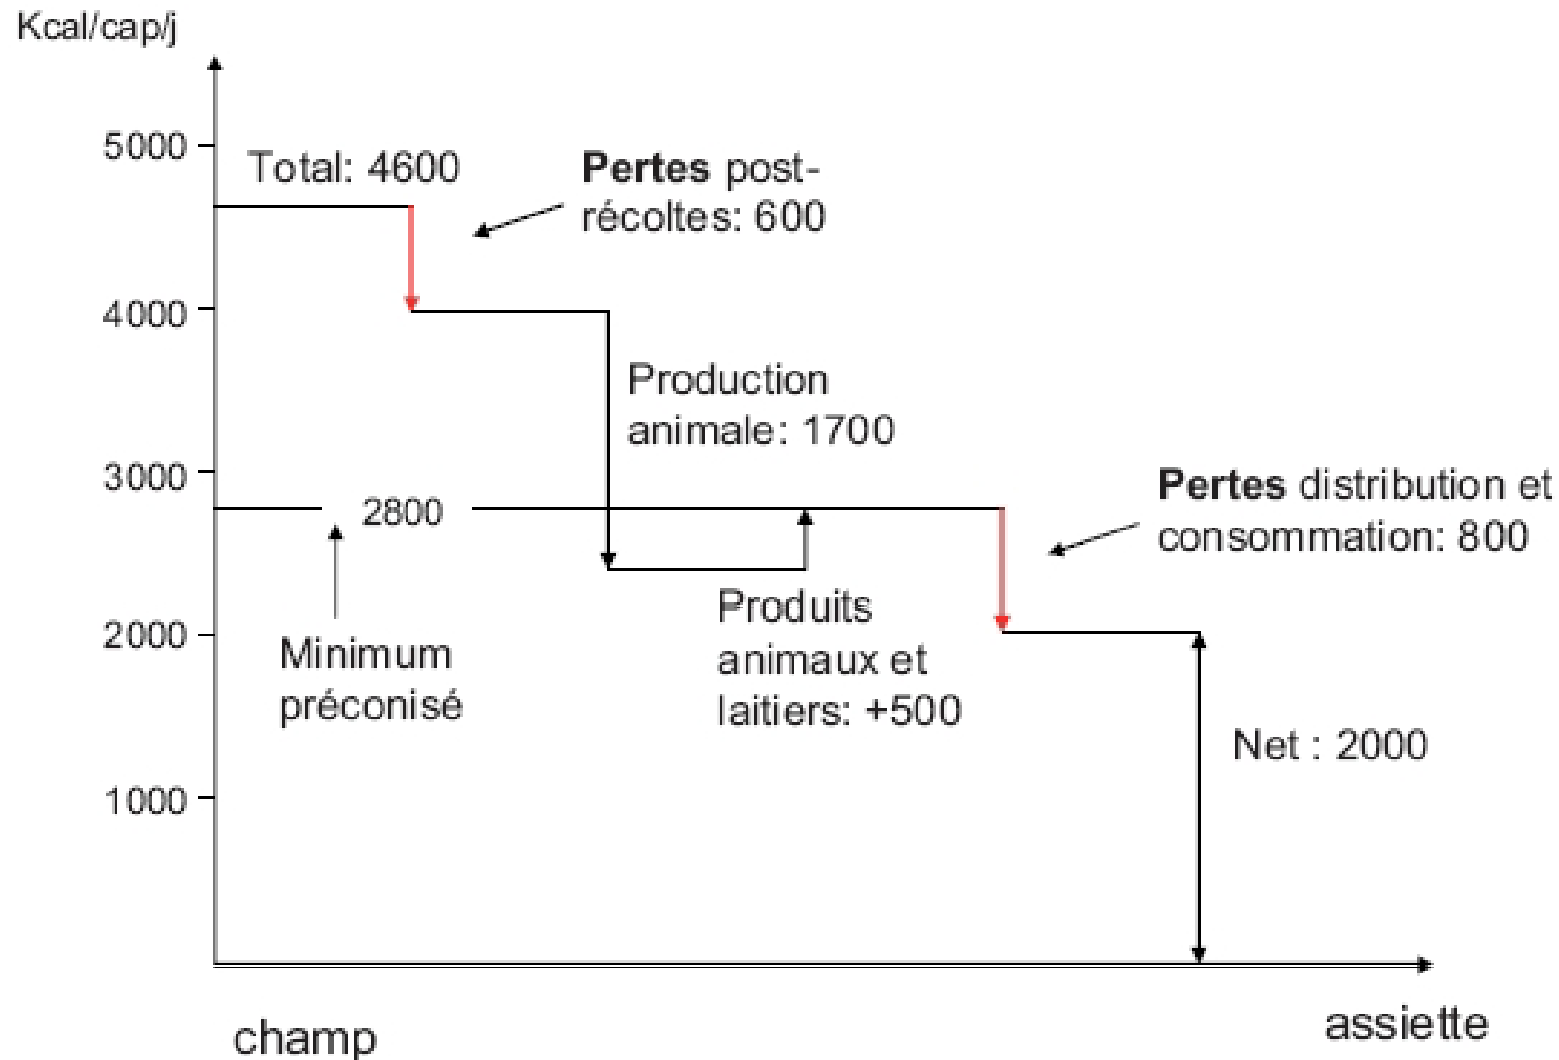 Kcal/cap/j
5000
Total: 4600
Pertes post-
récoltes: 600
4000
Production
animale: 1700
3000
2800
Pertes distribution et
consommation: 800
Produits
animaux et
laitiers: +500
2000
Minimum
préconisé
Net : 2000
1000
champ
assiette